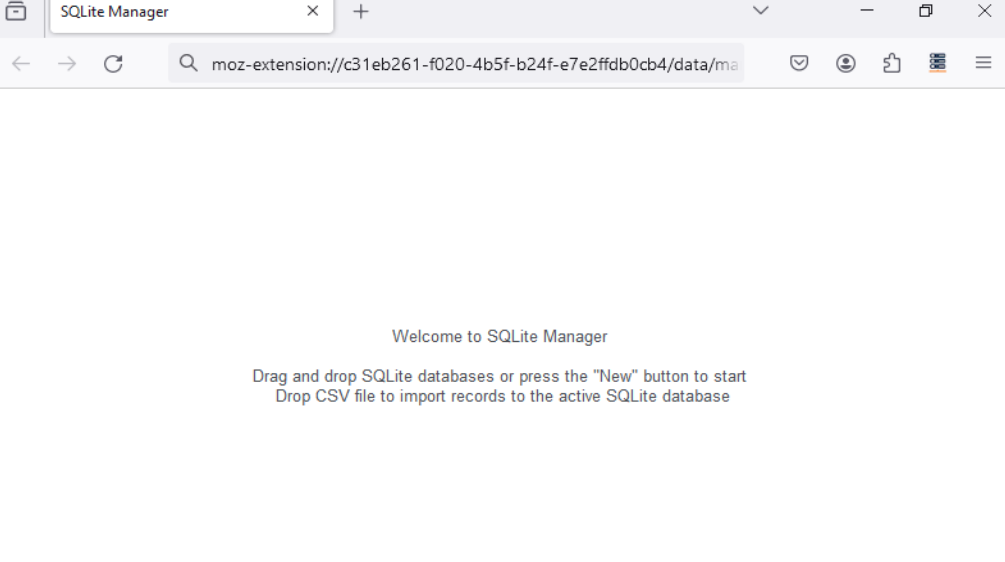 SQLite Manager
moz-extension://c31eb261-f020-4b5f-b24f-e7e2ffdb0cb4/data/ma
Welcome to SQLite Manager
Drag and drop SQLite databases or press the "New" button to start
Drop CSV file to import records to the active SQLite database